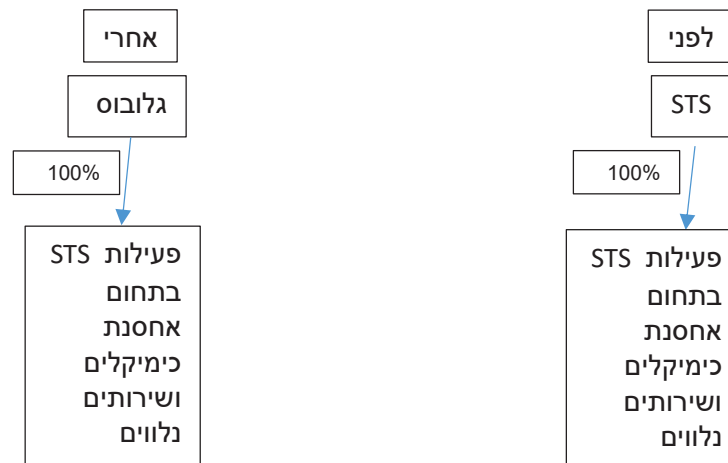 לפני
STS
100%
פעילות STS
בתחום
אחסנת
כימיקלים
ושירותים
נלווים
אחרי
גלובוס
100%
פעילות STS
בתחום
אחסנת
כימיקלים
ושירותים
נלווים